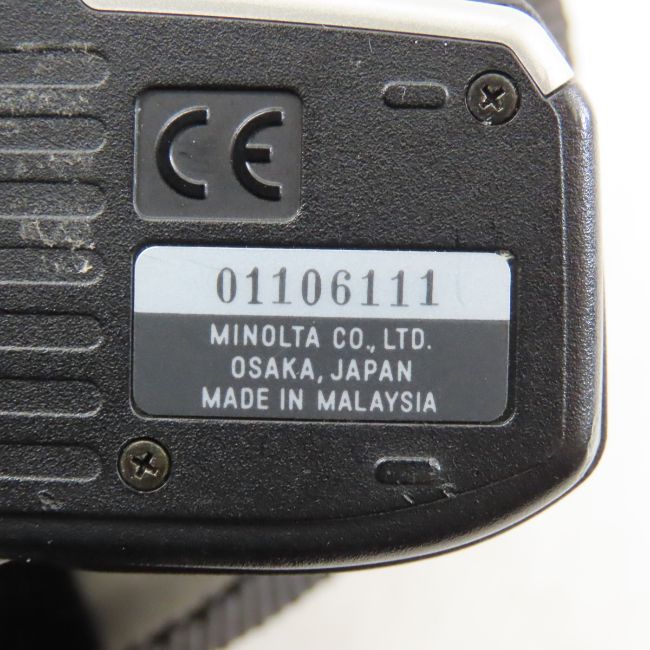 CE
01106111
MINOLTA CO., LTD.
OSAKA, JAPAN
MADE IN MALAYSIA